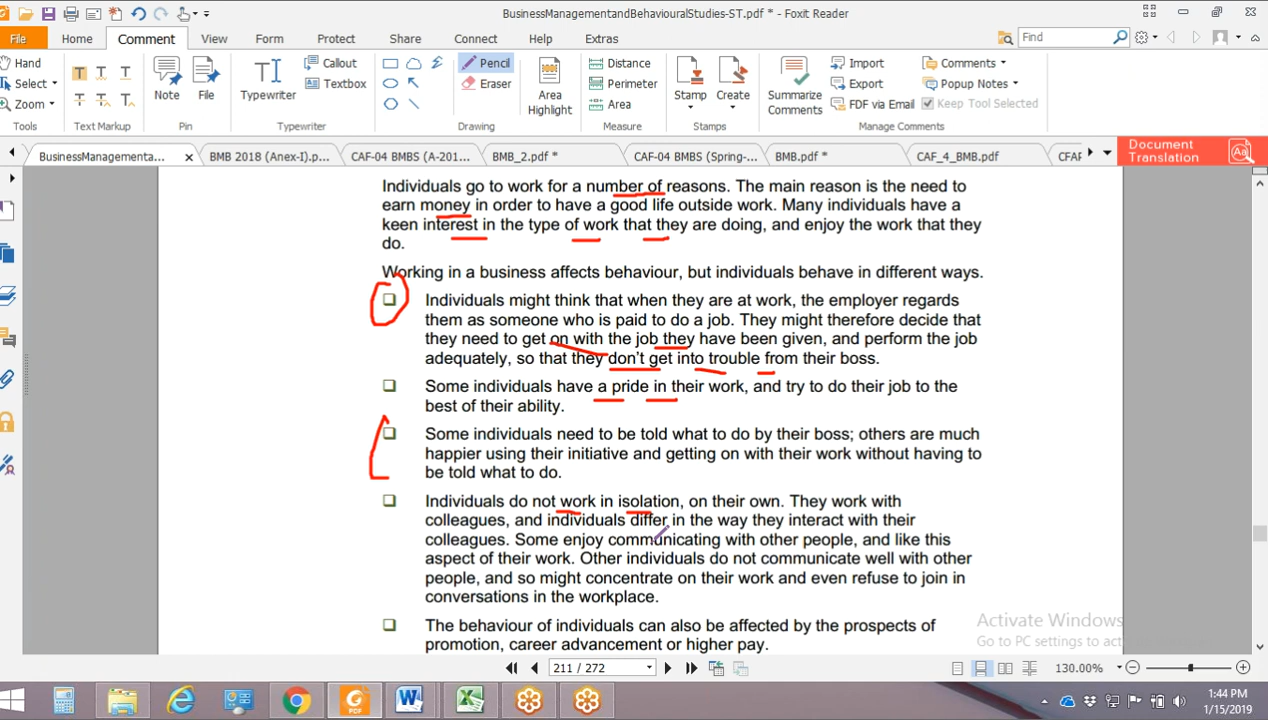 BusinessManagementandBehaviouralStudies-ST.pdf * - Foxit Reader
File Home Comment View Form Protect Share Connect Help Extras Find
Hand
Select
Zoom
Tools
T T T
T T T
Text Markup
Note File
Pin
Typewriter
Callout
Textbox
Typewriter
Pencil
Eraser
Area Highlight
Drawing
Distance
Perimeter
Area
Measure
Stamp Create
Stamps
Summarize Comments
Import
Export
FDF via Email
Comments
Popup Notes
Keep Tool Selected
Manage Comments
BusinessManagementa... BMB 2018 (Anex-I).p... CAF-04 BMBS (A-201... BMB_2.pdf * CAF-04 BMBS (Spring-... BMB.pdf * CAF_4_BMB.pdf CFAP
Document Translation
Individuals go to work for a number of reasons. The main reason is the need to
earn money in order to have a good life outside work. Many individuals have a
keen interest in the type of work that they are doing, and enjoy the work that they
do.
Working in a business affects behaviour, but individuals behave in different ways.
Individuals might think that when they are at work, the employer regards
them as someone who is paid to do a job. They might therefore decide that
they need to get on with the job they have been given, and perform the job
adequately, so that they don't get into trouble from their boss.
Some individuals have a pride in their work, and try to do their job to the
best of their ability.
Some individuals need to be told what to do by their boss; others are much
happier using their initiative and getting on with their work without having to
be told what to do.
Individuals do not work in isolation, on their own. They work with
colleagues, and individuals differ in the way they interact with their
colleagues. Some enjoy communicating with other people, and like this
aspect of their work. Other individuals do not communicate well with other
people, and so might concentrate on their work and even refuse to join in
conversations in the workplace.
The behaviour of individuals can also be affected by the prospects of
promotion, career advancement or higher pay.
Activate Windows
Go to PC settings to
211 / 272
130.00%
1:44 PM
1/15/2019